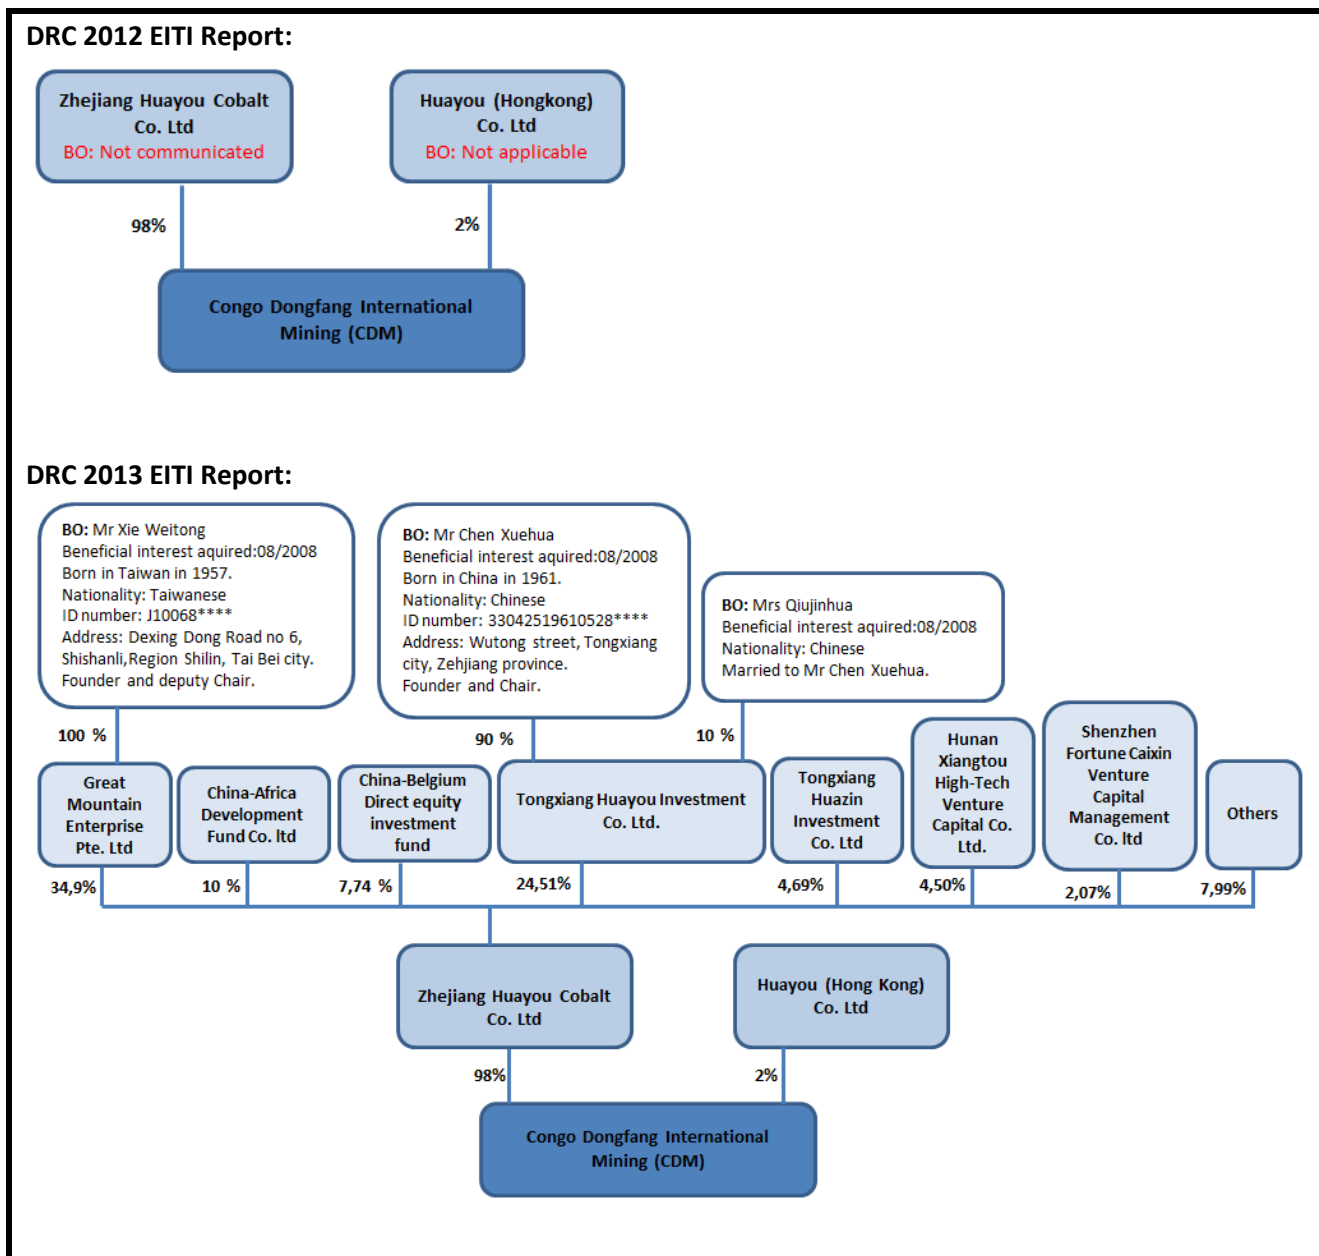 DRC 2012 EITI Report:
Zhejiang Huayou Cobalt
Co. Ltd
BO: Not communicated
Huayou (Hongkong)
Co. Ltd
BO: Not applicable
98%
2%
Congo Dongfang International
Mining (CDM)
DRC 2013 EITI Report:
BO: Mr Xie Weitong
Beneficial interest aquired:08/2008
Born in Taiwan in 1957.
Nationality: Taiwanese
ID number: J10068****
Address: Dexing Dong Road no 6,
Shishanli,Region Shilin, Tai Bei city.
Founder and deputy Chair.
BO: Mr Chen Xuehua
Beneficial interest aquired:08/2008
Born in China in 1961.
Nationality: Chinese
ID number: 33042519610528****
Address: Wutong street, Tongxiang
city, Zehjiang province.
Founder and Chair.
BO: Mrs Qiujinhua
Beneficial interest aquired:08/2008
Nationality: Chinese
Married to Mr Chen Xuehua.
100 %
90 %
10 %
Great
Mountain
Enterprise
Pte. Ltd
China-Africa
Development
Fund Co. ltd
China-Belgium
Direct equity
investment
fund
Tongxiang Huayou Investment
Co. Ltd.
Tongxiang
Huazin
Investment
Co. Ltd
Hunan
Xiangtou
High-Tech
Venture
Capital Co.
Ltd.
Shenzhen
Fortune Caixin
Venture
Capital
Management
Co. ltd
Others
34,9%
10 %
7,74 %
24,51%
4,69%
4,50%
2,07%
7,99%
Zhejiang Huayou Cobalt
Co. Ltd
Huayou (Hong Kong)
Co. Ltd
98%
2%
Congo Dongfang International
Mining (CDM)